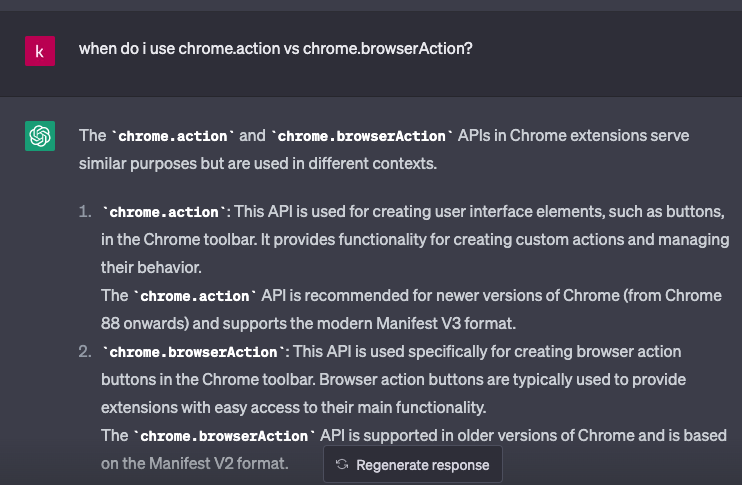 k
when do i use chrome.action vs chrome.browserAction?
The `chrome.action` and `chrome.browserAction` APIs in Chrome extensions serve
similar purposes but are used in different contexts.
1. `chrome.action`: This API is used for creating user interface elements, such as buttons,
in the Chrome toolbar. It provides functionality for creating custom actions and managing
their behavior.
The `chrome.action` API is recommended for newer versions of Chrome (from Chrome
88 onwards) and supports the modern Manifest V3 format.
2. `chrome.browserAction`: This API is used specifically for creating browser action
buttons in the Chrome toolbar. Browser action buttons are typically used to provide
extensions with easy access to their main functionality.
The `chrome.browserAction` API is supported in older versions of Chrome and is based
on the Manifest V2 format.
Regenerate response